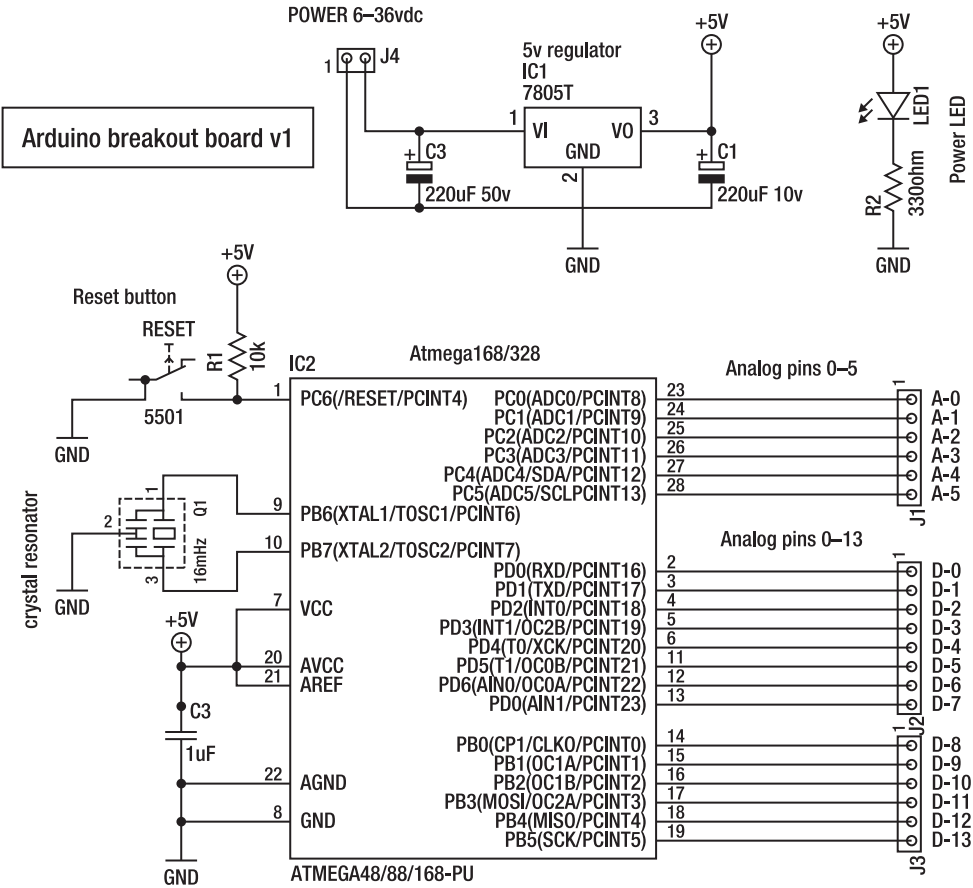 POWER 6–36vdc
1
J4
5v regulator
IC1
7805T
1
VI
VO
3
GND
2
+
C3
220uF 50v
+
C1
220uF 10v
+5V
GND
+5V
LED1
Power LED
R2
330ohm
GND
Arduino breakout board v1
+5V
Reset button
RESET
R1
10k
5501
GND
IC2
Atmega168/328
1
PC6(/RESET/PCINT4)
crystal resonator
1
2
3
Q1
16mHz
GND
9
PB6(XTAL1/TOSC1/PCINT6)
10
PB7(XTAL2/TOSC2/PCINT7)
7
VCC
+5V
20
AVCC
21
AREF
C3
1uF
22
AGND
8
GND
GND
Analog pins 0–5
PC0(ADC0/PCINT8) 23 1 A-0
PC1(ADC1/PCINT9) 24 A-1
PC2(ADC2/PCINT10) 25 A-2
PC3(ADC3/PCINT11) 26 A-3
PC4(ADC4/SDA/PCINT12) 27 A-4
PC5(ADC5/SCLPCINT13) 28 A-5
J1
Analog pins 0–13
PD0(RXD/PCINT16) 2 1 D-0
PD1(TXD/PCINT17) 3 D-1
PD2(INT0/PCINT18) 4 D-2
PD3(INT1/OC2B/PCINT19) 5 D-3
PD4(T0/XCK/PCINT20) 6 D-4
PD5(T1/OC0B/PCINT21) 11 D-5
PD6(AIN0/OC0A/PCINT22) 12 D-6
PD0(AIN1/PCINT23) 13 D-7
J2
PB0(CP1/CLKO/PCINT0) 14 1 D-8
PB1(OC1A/PCINT1) 15 D-9
PB2(OC1B/PCINT2) 16 D-10
PB3(MOSI/OC2A/PCINT3) 17 D-11
PB4(MISO/PCINT4) 18 D-12
PB5(SCK/PCINT5) 19 D-13
J3
ATMEGA48/88/168-PU